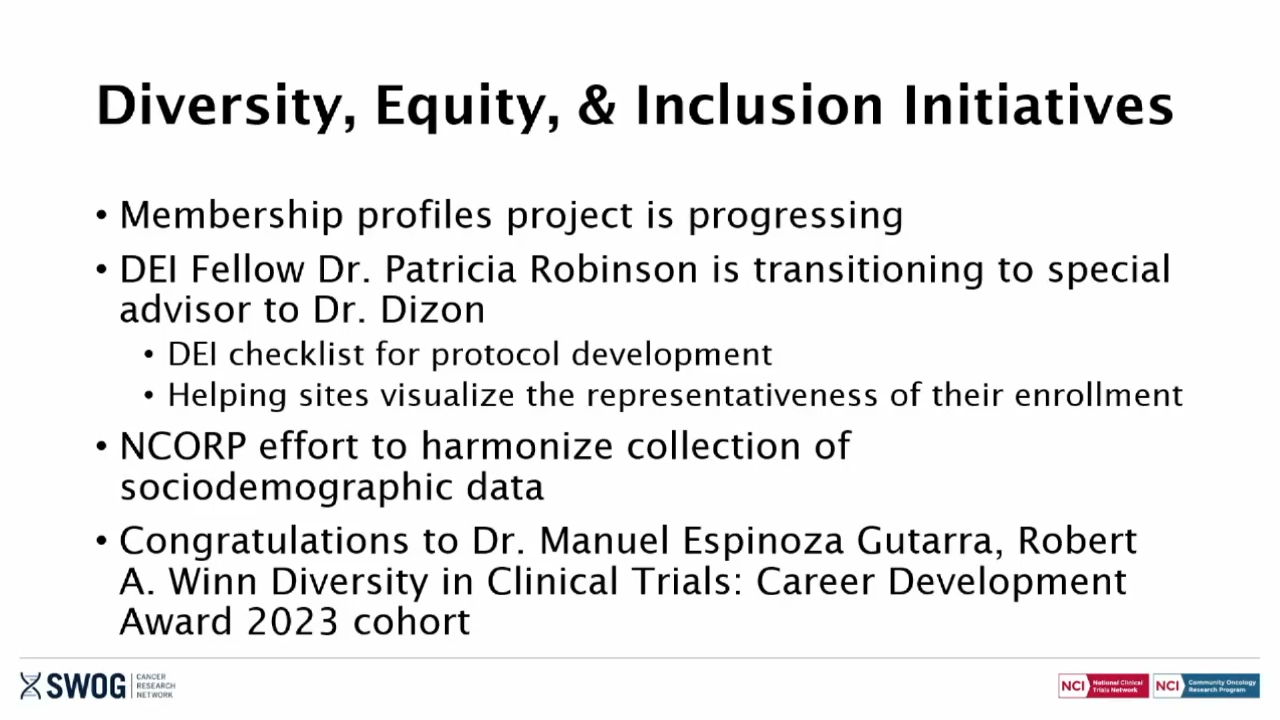 Diversity, Equity, & Inclusion Initiatives
• Membership profiles project is progressing
• DEI Fellow Dr. Patricia Robinson is transitioning to special
advisor to Dr. Dizon
• DEI checklist for protocol development
• Helping sites visualize the representativeness of their enrollment
• NCORP effort to harmonize collection of
sociodemographic data
• Congratulations to Dr. Manuel Espinoza Gutarra, Robert
A. Winn Diversity in Clinical Trials: Career Development
Award 2023 cohort
SWOG
CANCER
RESEARCH
NETWORK
NCI
National Clinical
Trials Network
NCI
Community Oncology
Research Program